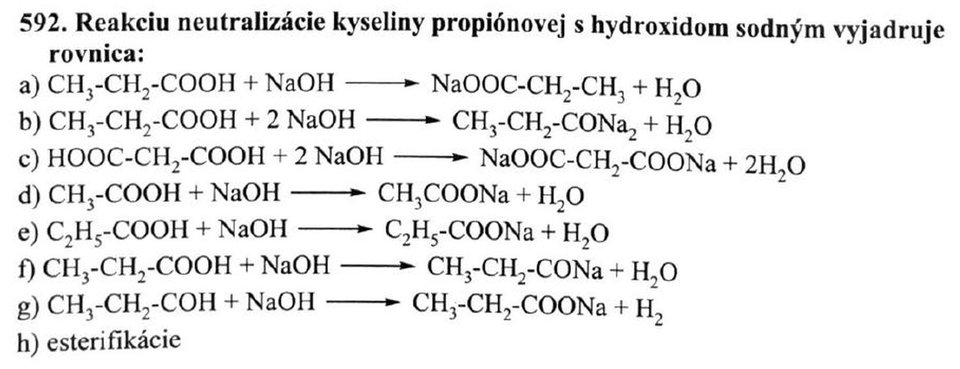 592. Reakciu neutralizácie kyseliny propiónovej s hydroxidom sodným vyjadruje
rovnica:
a) CH₃-CH₂-COOH + NaOH ⟶ NaOOC-CH₂-CH₃ + H₂O
b) CH₃-CH₂-COOH + 2 NaOH ⟶ CH₃-CH₂-CONa₂ + H₂O
c) HOOC-CH₂-COOH + 2 NaOH ⟶ NaOOC-CH₂-COONa + 2H₂O
d) CH₃-COOH + NaOH ⟶ CH₃COONa + H₂O
e) C₂H₅-COOH + NaOH ⟶ C₂H₅-COONa + H₂O
f) CH₃-CH₂-COOH + NaOH ⟶ CH₃-CH₂-CONa + H₂O
g) CH₃-CH₂-COH + NaOH ⟶ CH₃-CH₂-COONa + H₂
h) esterifikácie